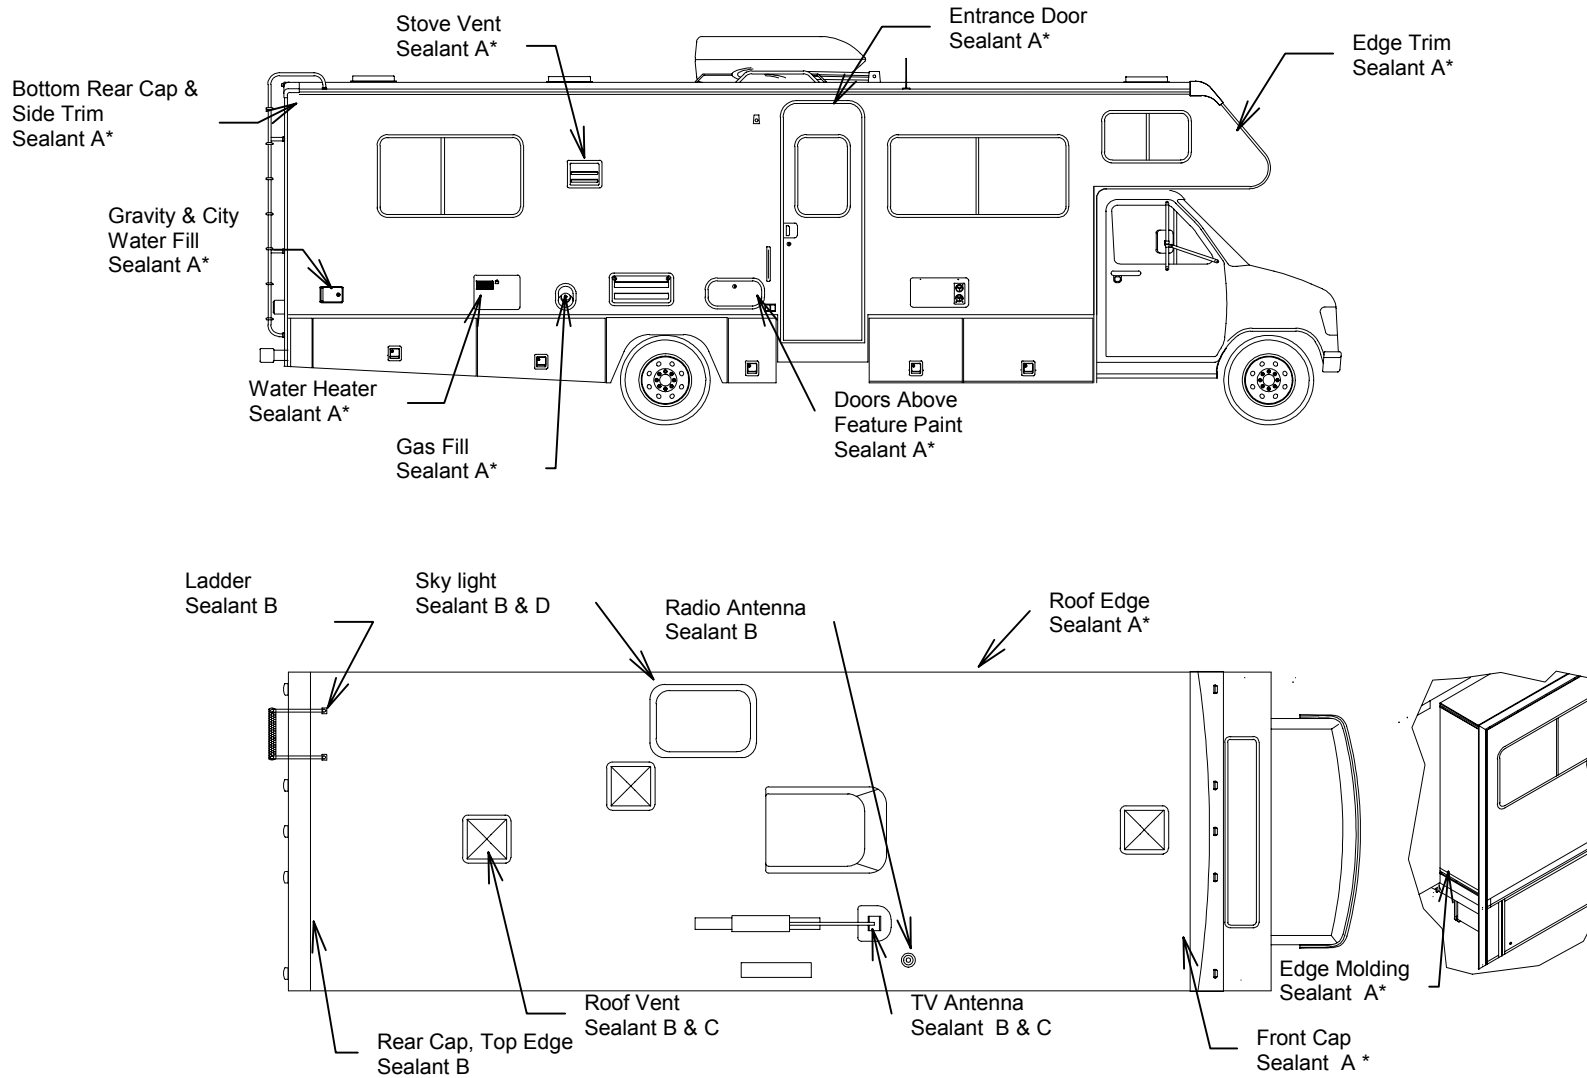 Stove Vent
Sealant A*
Entrance Door
Sealant A*
Edge Trim
Sealant A*
Bottom Rear Cap &
Side Trim
Sealant A*
Gravity & City
Water Fill
Sealant A*
Water Heater
Sealant A*
Gas Fill
Sealant A*
Doors Above
Feature Paint
Sealant A*
Ladder
Sealant B
Sky light
Sealant B & D
Radio Antenna
Sealant B
Roof Edge
Sealant A*
Roof Vent
Sealant B & C
TV Antenna
Sealant B & C
Edge Molding
Sealant A*
Rear Cap, Top Edge
Sealant B
Front Cap
Sealant A *